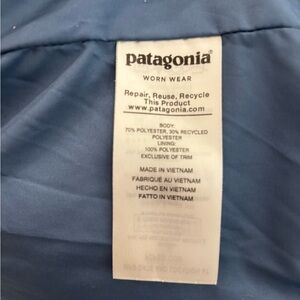 patagonia®
WORN WEAR
Repair, Reuse, Recycle
This Product
www.patagonia.com
BODY:
70% POLYESTER, 30% RECYCLED
POLYESTER
LINING:
100% POLYESTER
EXCLUSIVE OF TRIM
MADE IN VIETNAM
FABRIQUÉ AU VIETNAM
HECHO EN VIETNAM
FATTO IN VIETNAM